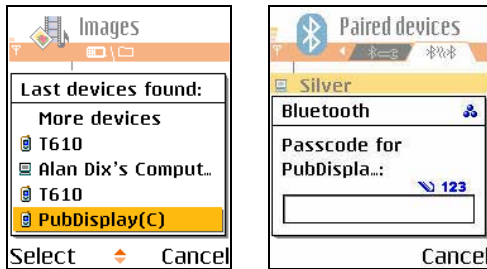 Images
Last devices found:
More devices
T610
Alan Dix's Comput…
T610
PubDisplay(C)
Select Cancel
Paired devices
Silver
Bluetooth
Passcode for
PubDispla…:
123
Cancel